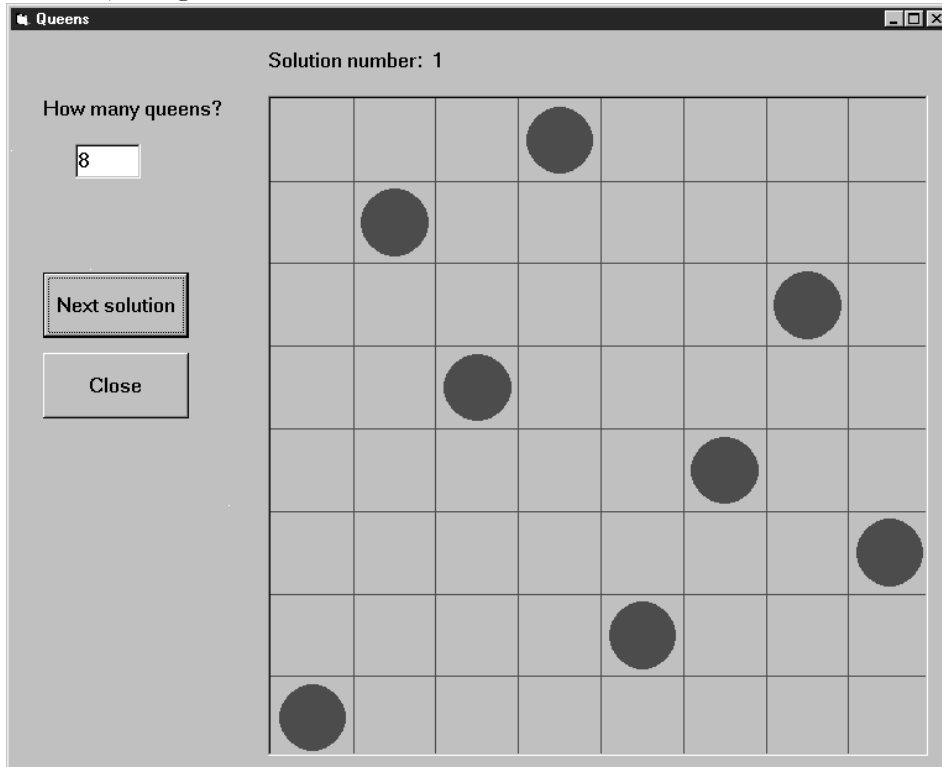 Queens
Solution number: 1
How many queens?
8
Next solution
Close